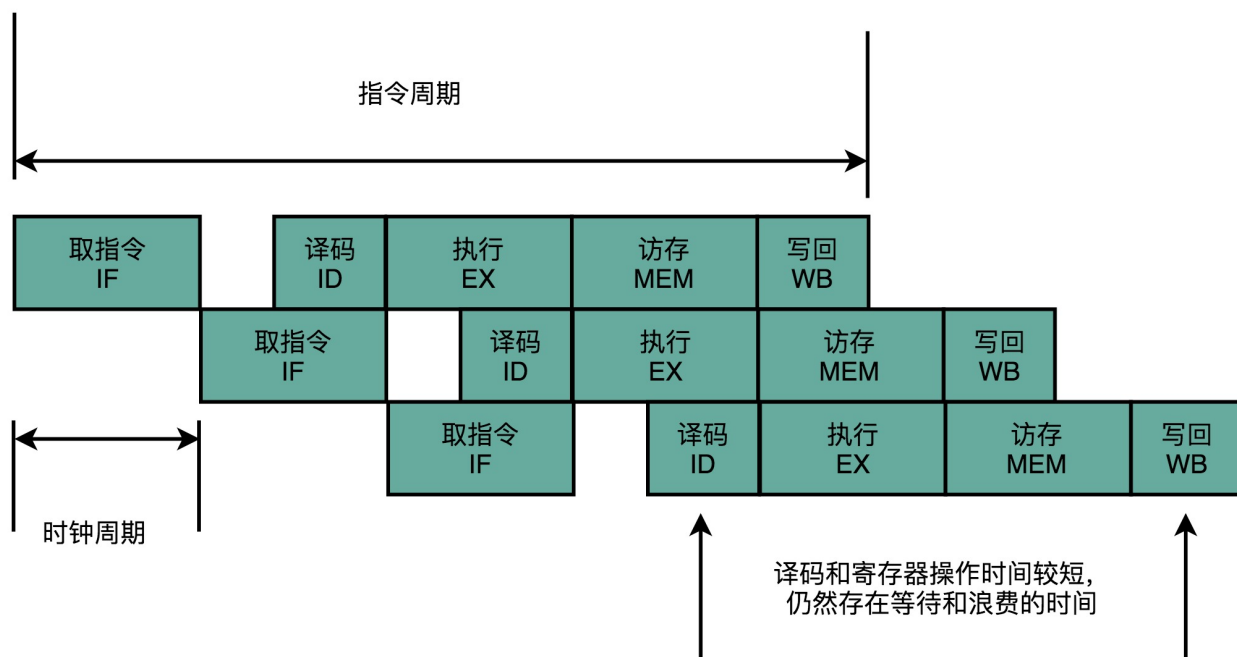 指令周期
取指令
IF
译码
ID
执行
EX
访存
MEM
写回
WB
取指令
IF
译码
ID
执行
EX
访存
MEM
写回
WB
取指令
IF
译码
ID
执行
EX
访存
MEM
写回
WB
时钟周期
译码和寄存器操作时间较短，
仍然存在等待和浪费的时间